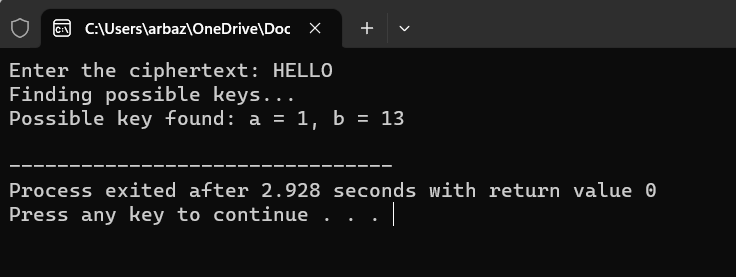 C:\Users\arbaz\OneDrive\Doc
Enter the ciphertext: HELLO
Finding possible keys...
Possible key found: a = 1, b = 13
--------------------------------
Process exited after 2.928 seconds with return value 0
Press any key to continue . . .